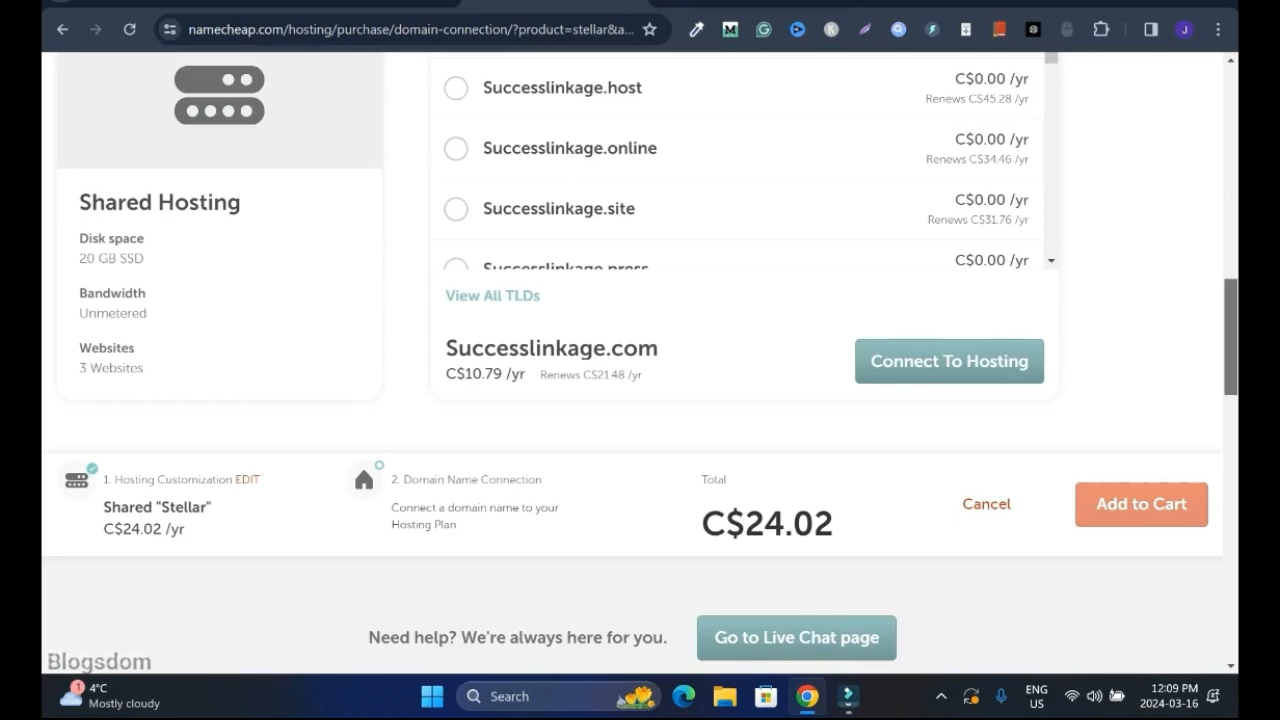 namecheap.com/hosting/purchase/domain-connection/?product=stellar&a...
Successlinkage.host
C$0.00 /yr
Renews C$45.28 /yr
Successlinkage.online
C$0.00 /yr
Renews C$34.46 /yr
Successlinkage.site
C$0.00 /yr
Renews C$31.76 /yr
Successlinkage.press
C$0.00 /yr
Shared Hosting
Disk space
20 GB SSD
Bandwidth
Unmetered
Websites
3 Websites
View All TLDs
Successlinkage.com
C$10.79 /yr Renews C$21.48 /yr
Connect To Hosting
1. Hosting Customization EDIT
Shared "Stellar"
C$24.02 /yr
2. Domain Name Connection
Connect a domain name to your
Hosting Plan
Total
C$24.02
Cancel
Add to Cart
Need help? We're always here for you.
Go to Live Chat page
Blogsdom
1
4°C
Mostly cloudy
Search
ENG
US
12:09 PM
2024-03-16
J